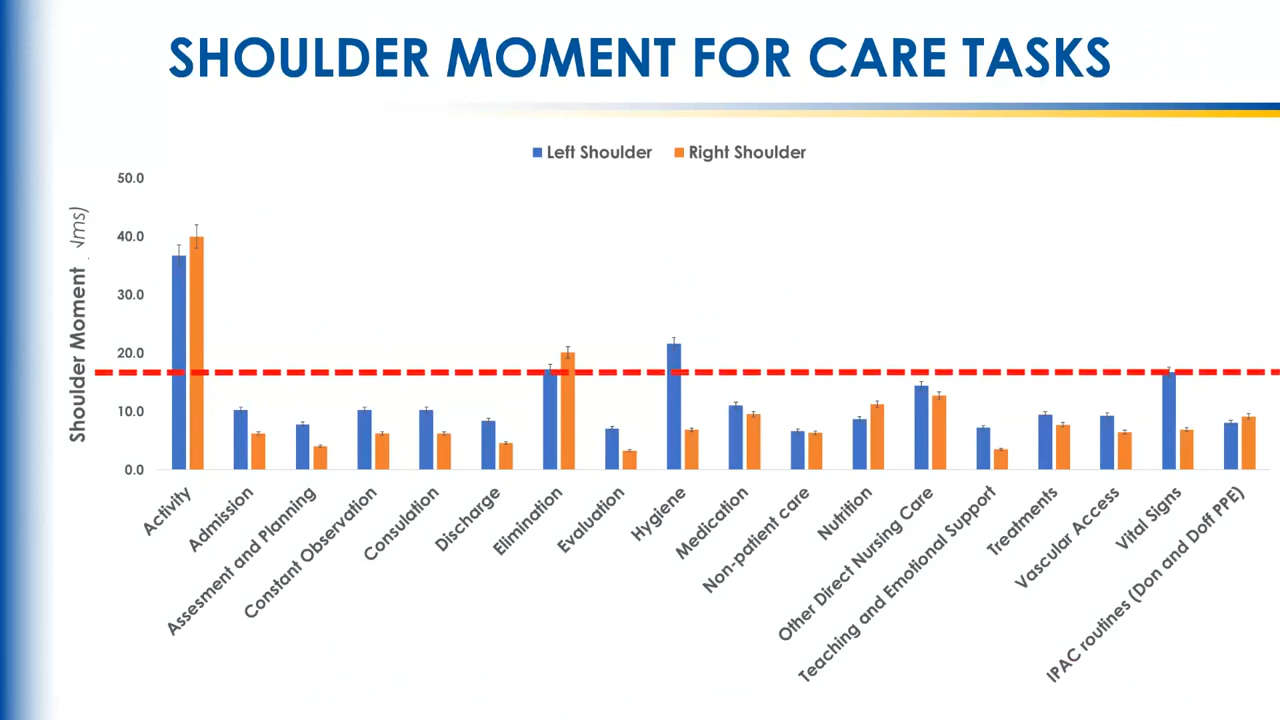 SHOULDER MOMENT FOR CARE TASKS
Left Shoulder
Right Shoulder
Shoulder Moment
50.0
40.0
30.0
20.0
10.0
0.0
Activity
Admission
Assesment and Planning
Constant Observation
Consulation
Discharge
Elimination
Evaluation
Hygiene
Medication
Non-patient care
Nutrition
Other Direct Nursing Care
Teaching and Emotional Support
Treatments
Vascular Access
Vital Signs
IPAC routines (Don and Doff PPE)